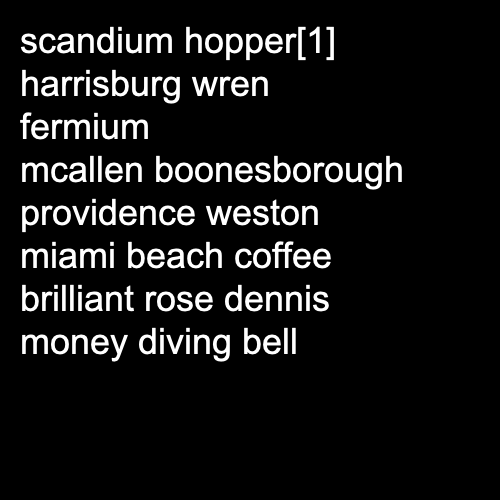 scandium hopper[1]
harrisburg wren
fermium
mcallen boonesborough
providence weston
miami beach coffee
brilliant rose dennis
money diving bell